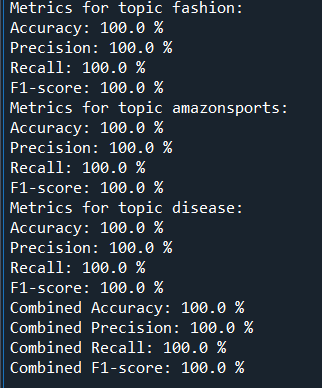 Metrics for topic fashion:
Accuracy: 100.0 %
Precision: 100.0 %
Recall: 100.0 %
F1-score: 100.0 %
Metrics for topic amazonsports:
Accuracy: 100.0 %
Precision: 100.0 %
Recall: 100.0 %
F1-score: 100.0 %
Metrics for topic disease:
Accuracy: 100.0 %
Precision: 100.0 %
Recall: 100.0 %
F1-score: 100.0 %
Combined Accuracy: 100.0 %
Combined Precision: 100.0 %
Combined Recall: 100.0 %
Combined F1-score: 100.0 %